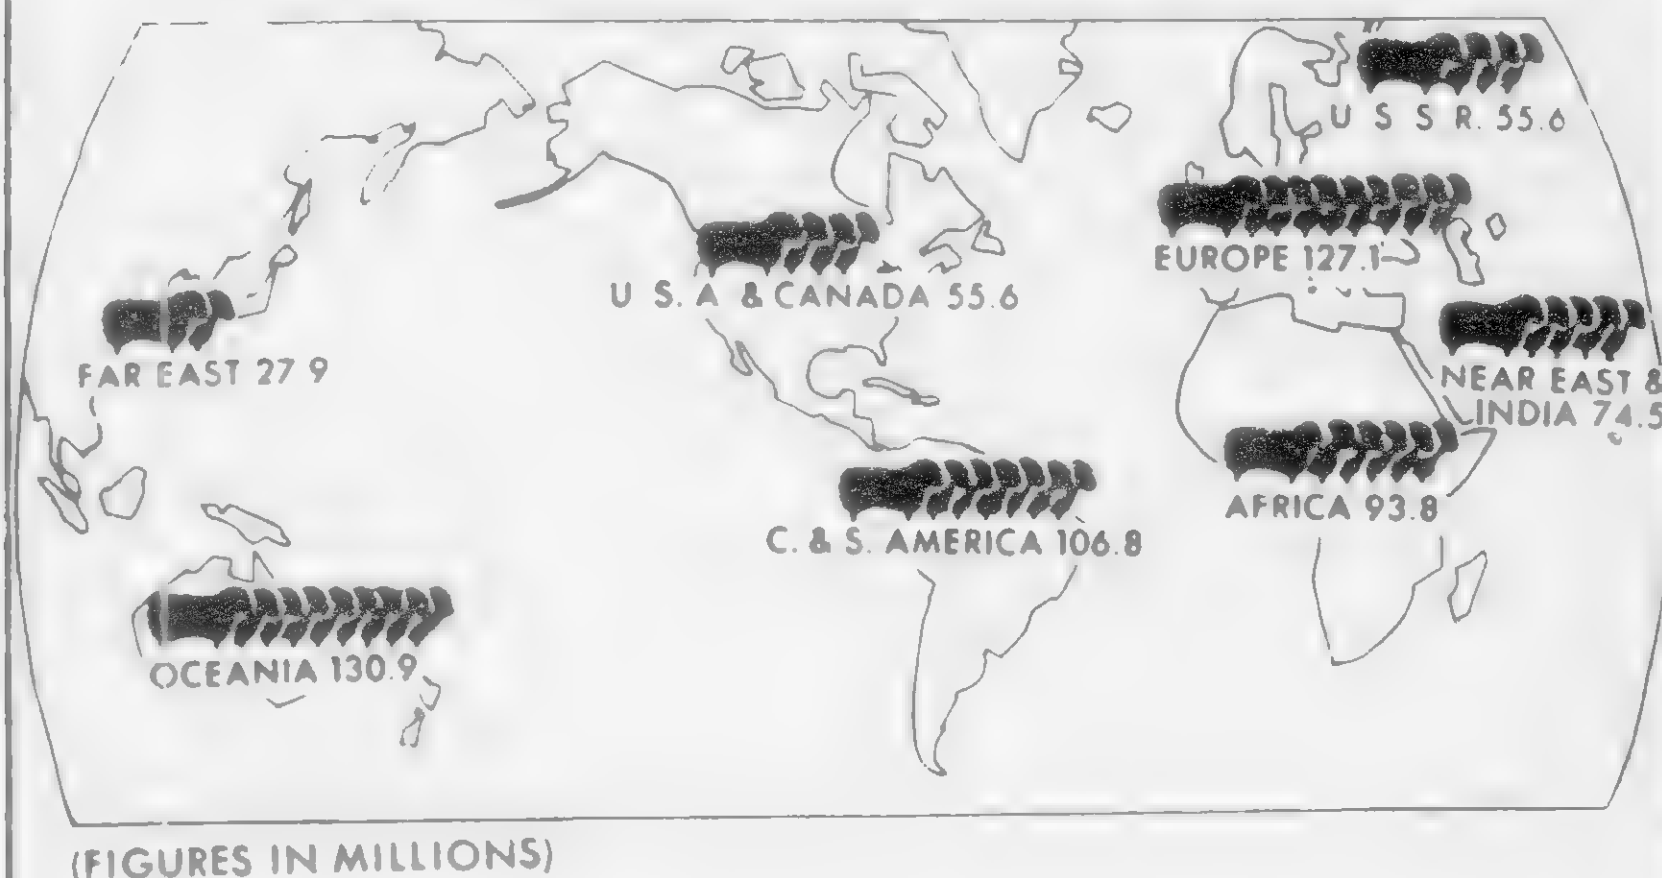 U S S R. 55.6
EUROPE 127.1
U S. A & CANADA 55.6
FAR EAST 27 9
NEAR EAST &
INDIA 74.5
AFRICA 93.8
C. & S. AMERICA 106.8
OCEANIA 130.9
(FIGURES IN MILLIONS)